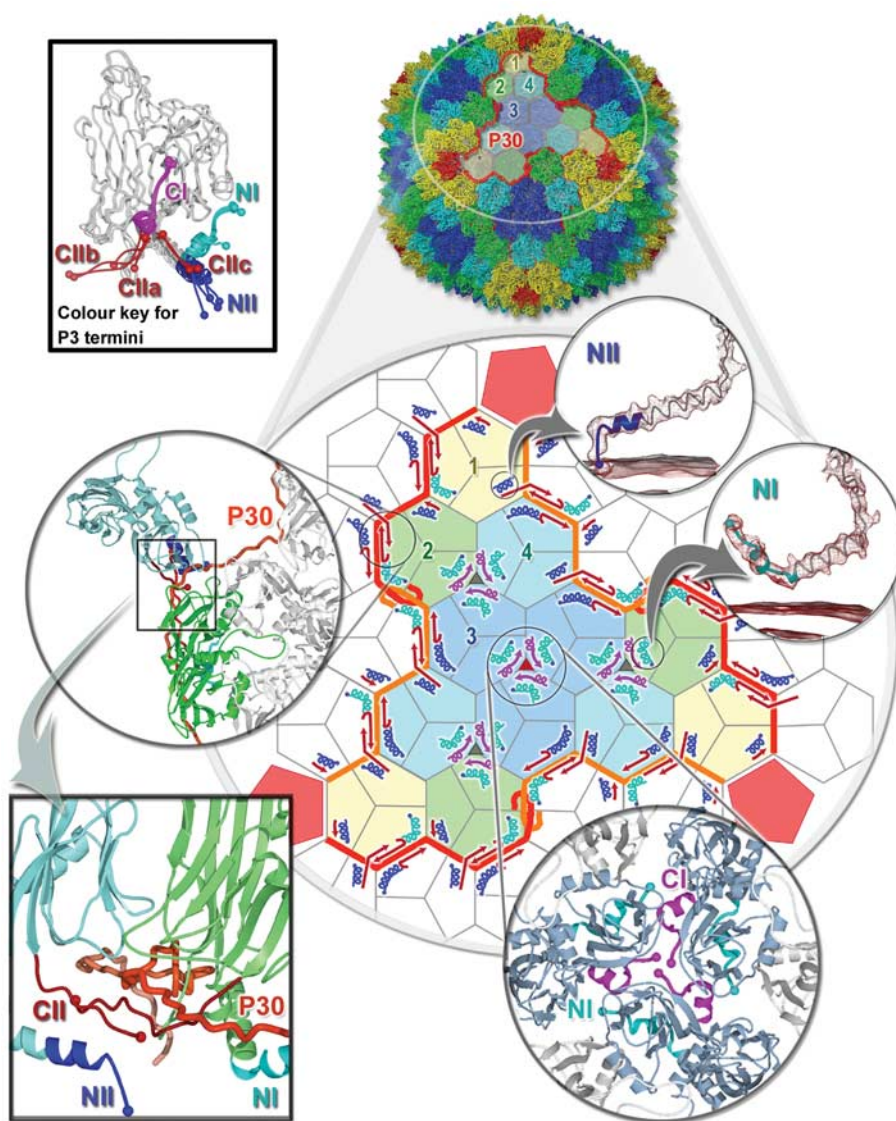 1
2
4
3
P30
CI
NI
CIIb
CIIa
CIIc
NII
Colour key for
P3 termini
NII
NI
1
2
4
3
P30
CII
P30
NII
NI
CI
NI